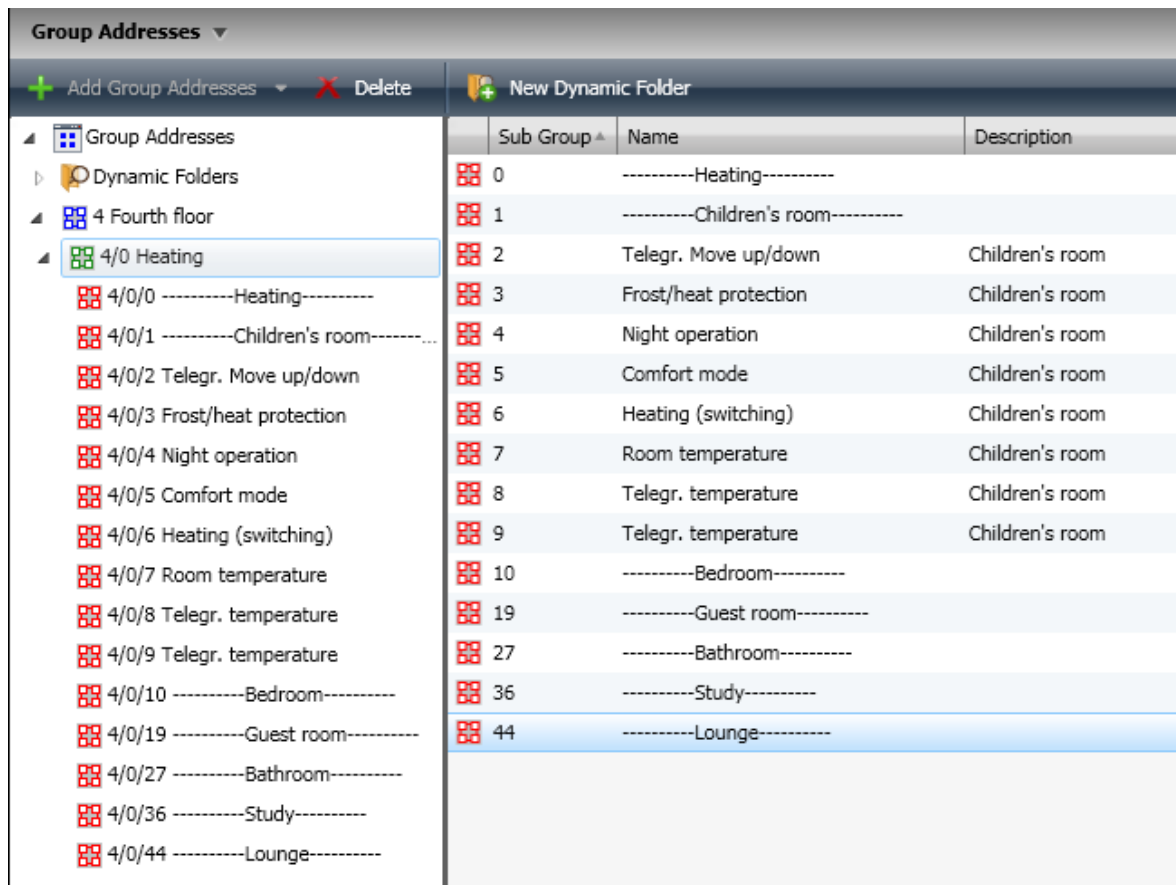 Group Addresses
Add Group Addresses Delete New Dynamic Folder
Group Addresses
Dynamic Folders
4 Fourth floor
4/0 Heating
4/0/0 ----------Heating----------
4/0/1 ----------Children's room-------...
4/0/2 Telegr. Move up/down
4/0/3 Frost/heat protection
4/0/4 Night operation
4/0/5 Comfort mode
4/0/6 Heating (switching)
4/0/7 Room temperature
4/0/8 Telegr. temperature
4/0/9 Telegr. temperature
4/0/10 ----------Bedroom----------
4/0/19 ----------Guest room----------
4/0/27 ----------Bathroom----------
4/0/36 ----------Study----------
4/0/44 ----------Lounge----------
Sub Group Name Description
0 ----------Heating----------
1 ----------Children's room----------
2 Telegr. Move up/down Children's room
3 Frost/heat protection Children's room
4 Night operation Children's room
5 Comfort mode Children's room
6 Heating (switching) Children's room
7 Room temperature Children's room
8 Telegr. temperature Children's room
9 Telegr. temperature Children's room
10 ----------Bedroom----------
19 ----------Guest room----------
27 ----------Bathroom----------
36 ----------Study----------
44 ----------Lounge----------